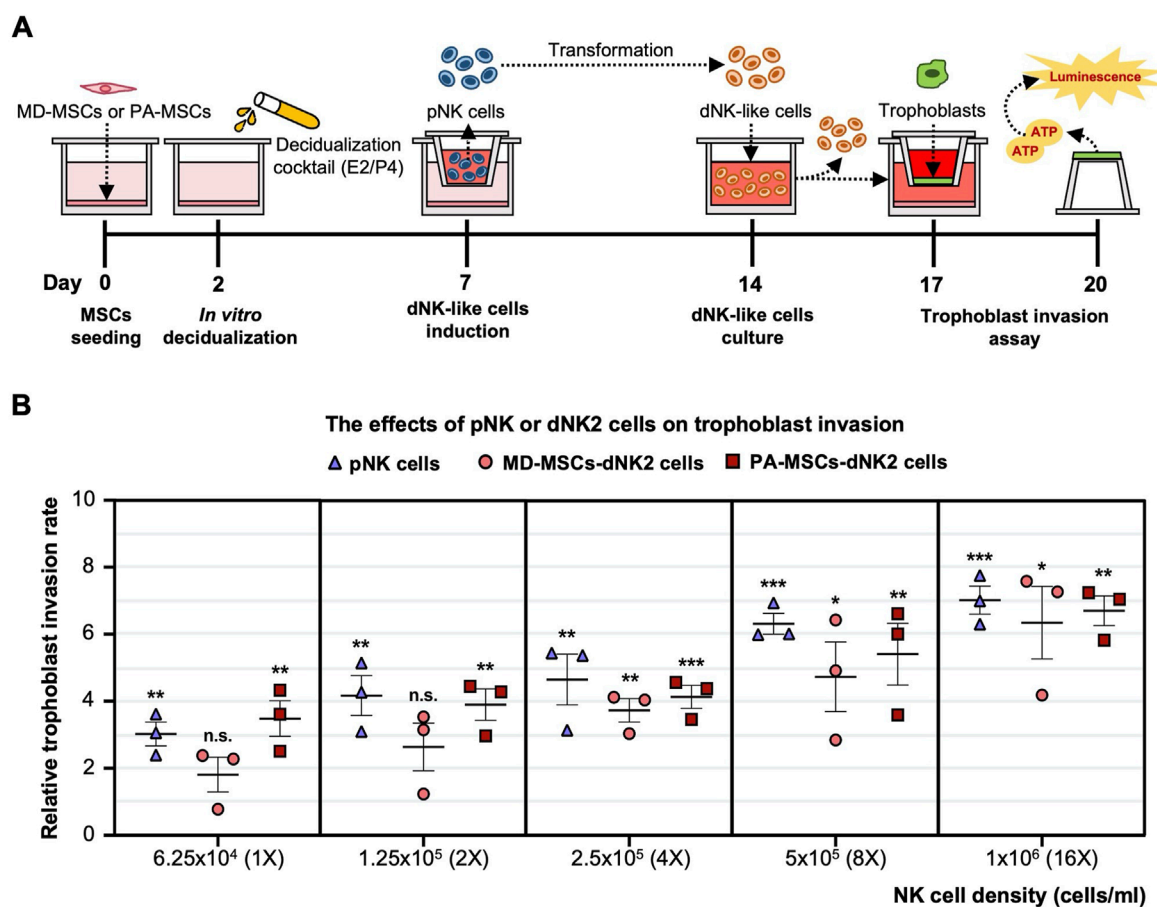 A
Transformation
Luminescence
MD-MSCs or PA-MSCs
pNK cells
dNK-like cells
Trophoblasts
Decidualization
cocktail (E2/P4)
ATP
ATP
Day
0
2
7
14
17
20
MSCs
seeding
In vitro
decidualization
dNK-like cells
induction
dNK-like cells
culture
Trophoblast invasion
assay
B
The effects of pNK or dNK2 cells on trophoblast invasion
pNK cells
MD-MSCs-dNK2 cells
PA-MSCs-dNK2 cells
Relative trophoblast invasion rate
10
8
6
4
2
0
**
n.s.
**
**
n.s.
**
**
**
***
***
*
**
***
*
**
6.25x10⁴ (1X)
1.25x10⁵ (2X)
2.5x10⁵ (4X)
5x10⁵ (8X)
1x10⁶ (16X)
NK cell density (cells/ml)